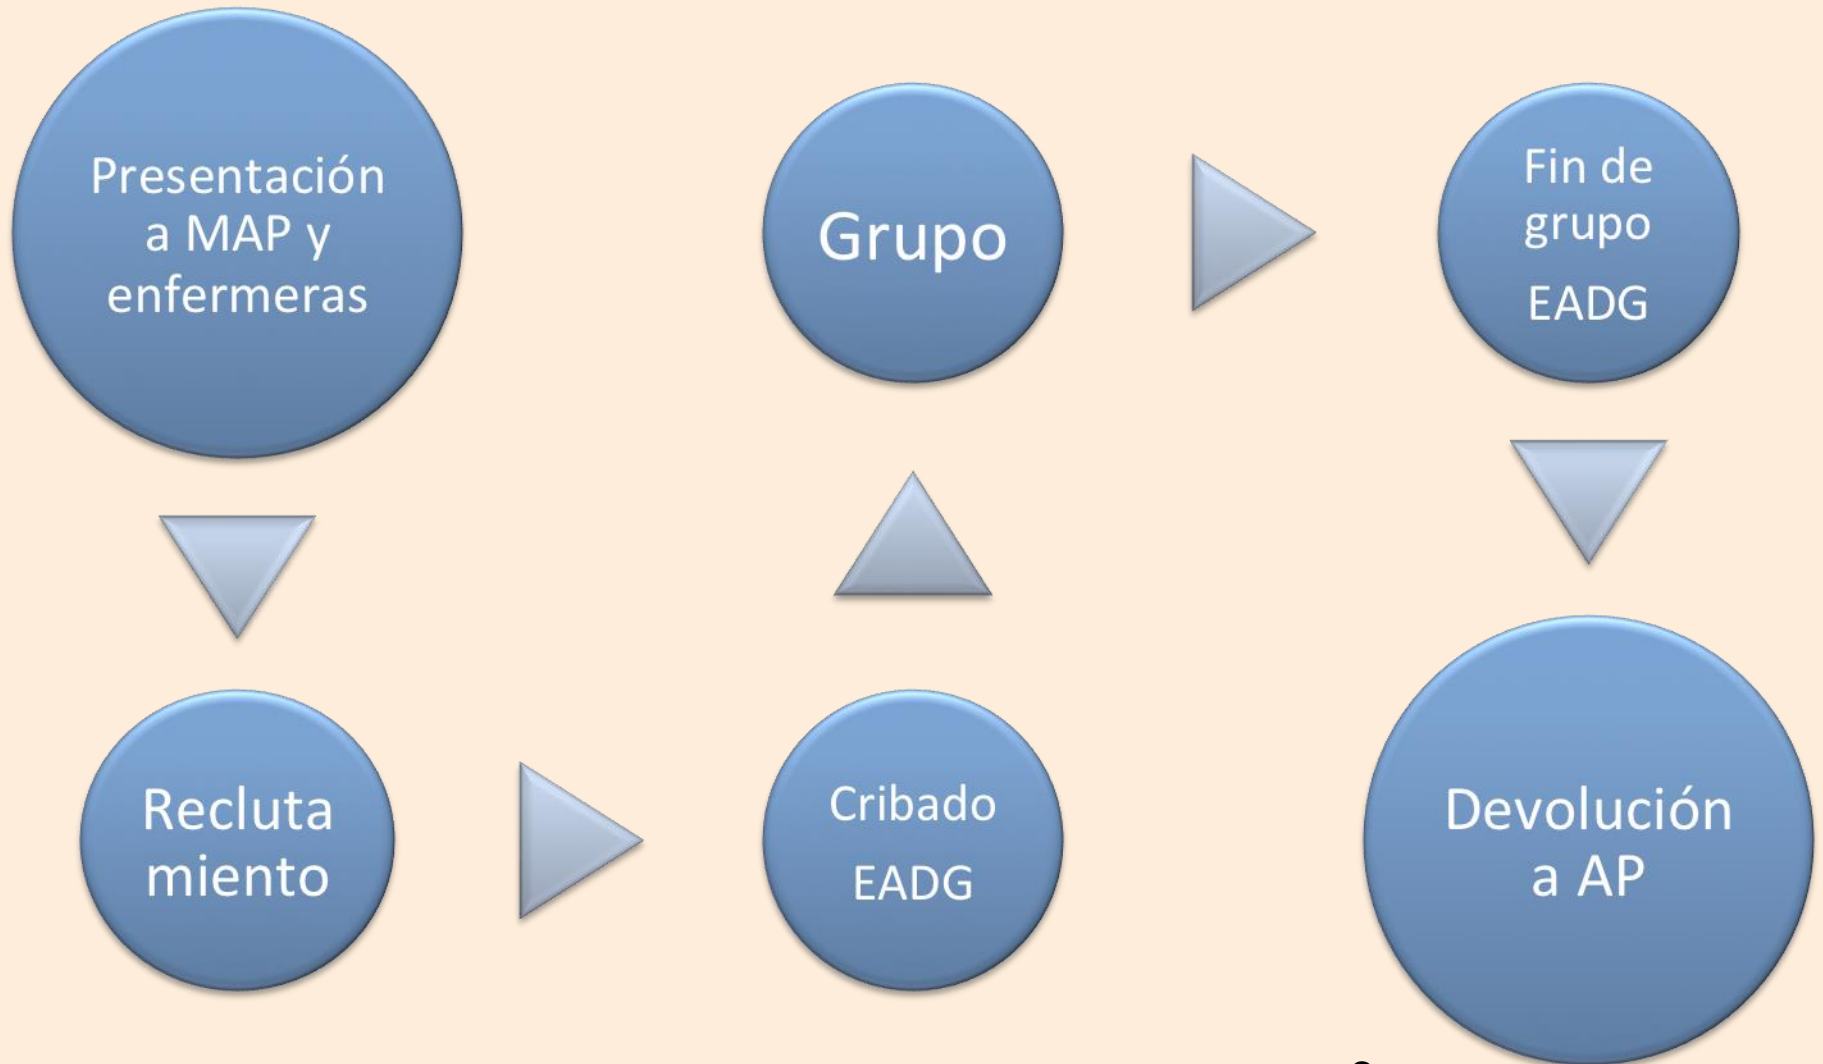 Presentación
a MAP y
enfermeras
Recluta
miento
Cribado
EADG
Grupo
Fin de
grupo
EADG
Devolución
a AP